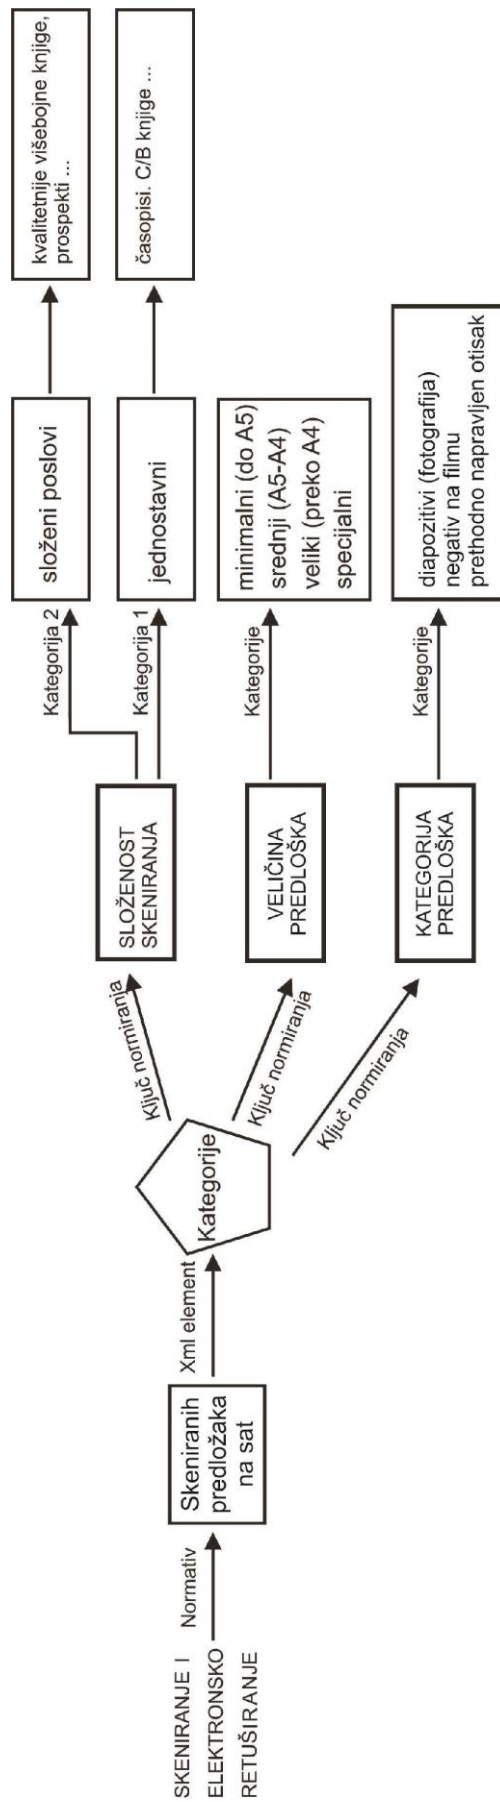 SKENIRANJE I
ELEKTRONSKO
RETUŠIRANJE
Normativ
Skeniranih
predložaka
na sat
Xml element
Kategorije
Ključ normiranja
SLOŽENOST
SKENIRANJA
Kategorija 2
složeni poslovi
kvalitetnije višebojne knjige,
prospekti ...
Kategorija 1
jednostavni
časopisi. C/B knjige ...
Ključ normiranja
VELIČINA
PREDLOŠKA
Kategorije
minimalni (do A5)
srednji (A5-A4)
veliki (preko A4)
specijalni
Ključ normiranja
KATEGORIJA
PREDLOŠKA
Kategorije
diapozitivi (fotografija)
negativ na filmu
prethodno napravljen otisak